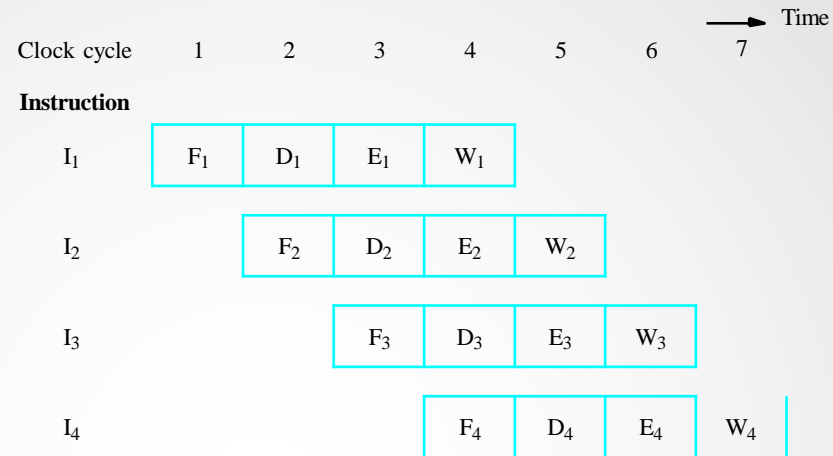 Time
Clock cycle 1 2 3 4 5 6 7
Instruction
I₁ F₁ D₁ E₁ W₁
I₂ F₂ D₂ E₂ W₂
I₃ F₃ D₃ E₃ W₃
I₄ F₄ D₄ E₄ W₄